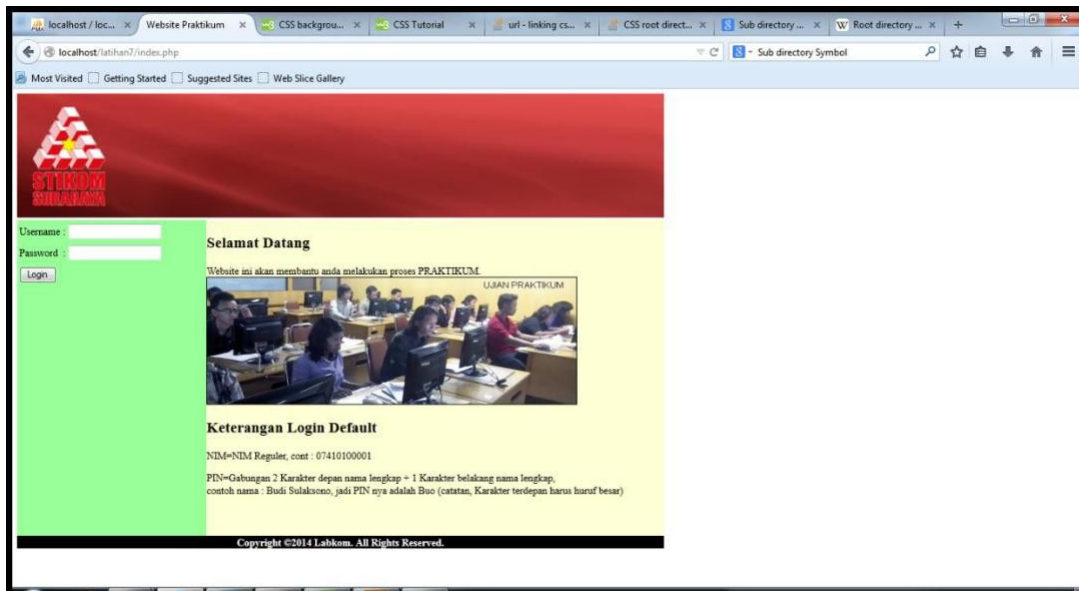 localhost / loc...
Website Praktikum
CSS backgrou...
CSS Tutorial
url - linking cs...
CSS root direct...
Sub directory ...
Root directory ...
localhost/latihan7/index.php
Sub directory Symbol
Most Visited Getting Started Suggested Sites Web Slice Gallery
STIKOM
SURABAYA
Username :
Password :
Login
Selamat Datang
Website ini akan membantu anda melakukan proses PRAKTIKUM.
UJIAN PRAKTIKUM
Keterangan Login Default
NIM=NIM Reguler, cont : 07410100001
PIN=Gabungan 2 Karakter depan nama lengkap + 1 Karakter belakang nama lengkap,
contoh nama : Budi Sulaksono, jadi PIN nya adalah Buo (catatan, Karakter terdepan harus huruf besar)
Copyright ©2014 Labkom. All Rights Reserved.